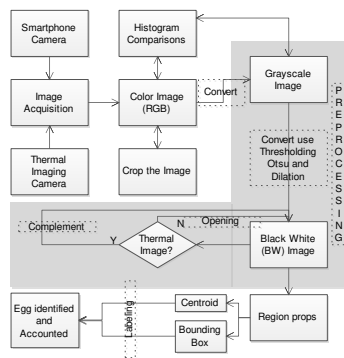 Smartphone
Camera
Histogram
Comparisons
Grayscale
Image
Image
Acquisition
Color Image
(RGB)
Convert
Thermal
Imaging
Camera
Crop the Image
Convert use
Thresholding
Otsu and
Dilation
PREPROCESSING
Complement
Y
Thermal
Image?
N
Opening
Black White
(BW) Image
Egg identified
and
Accounted
Labeling
Centroid
Bounding
Box
Region props